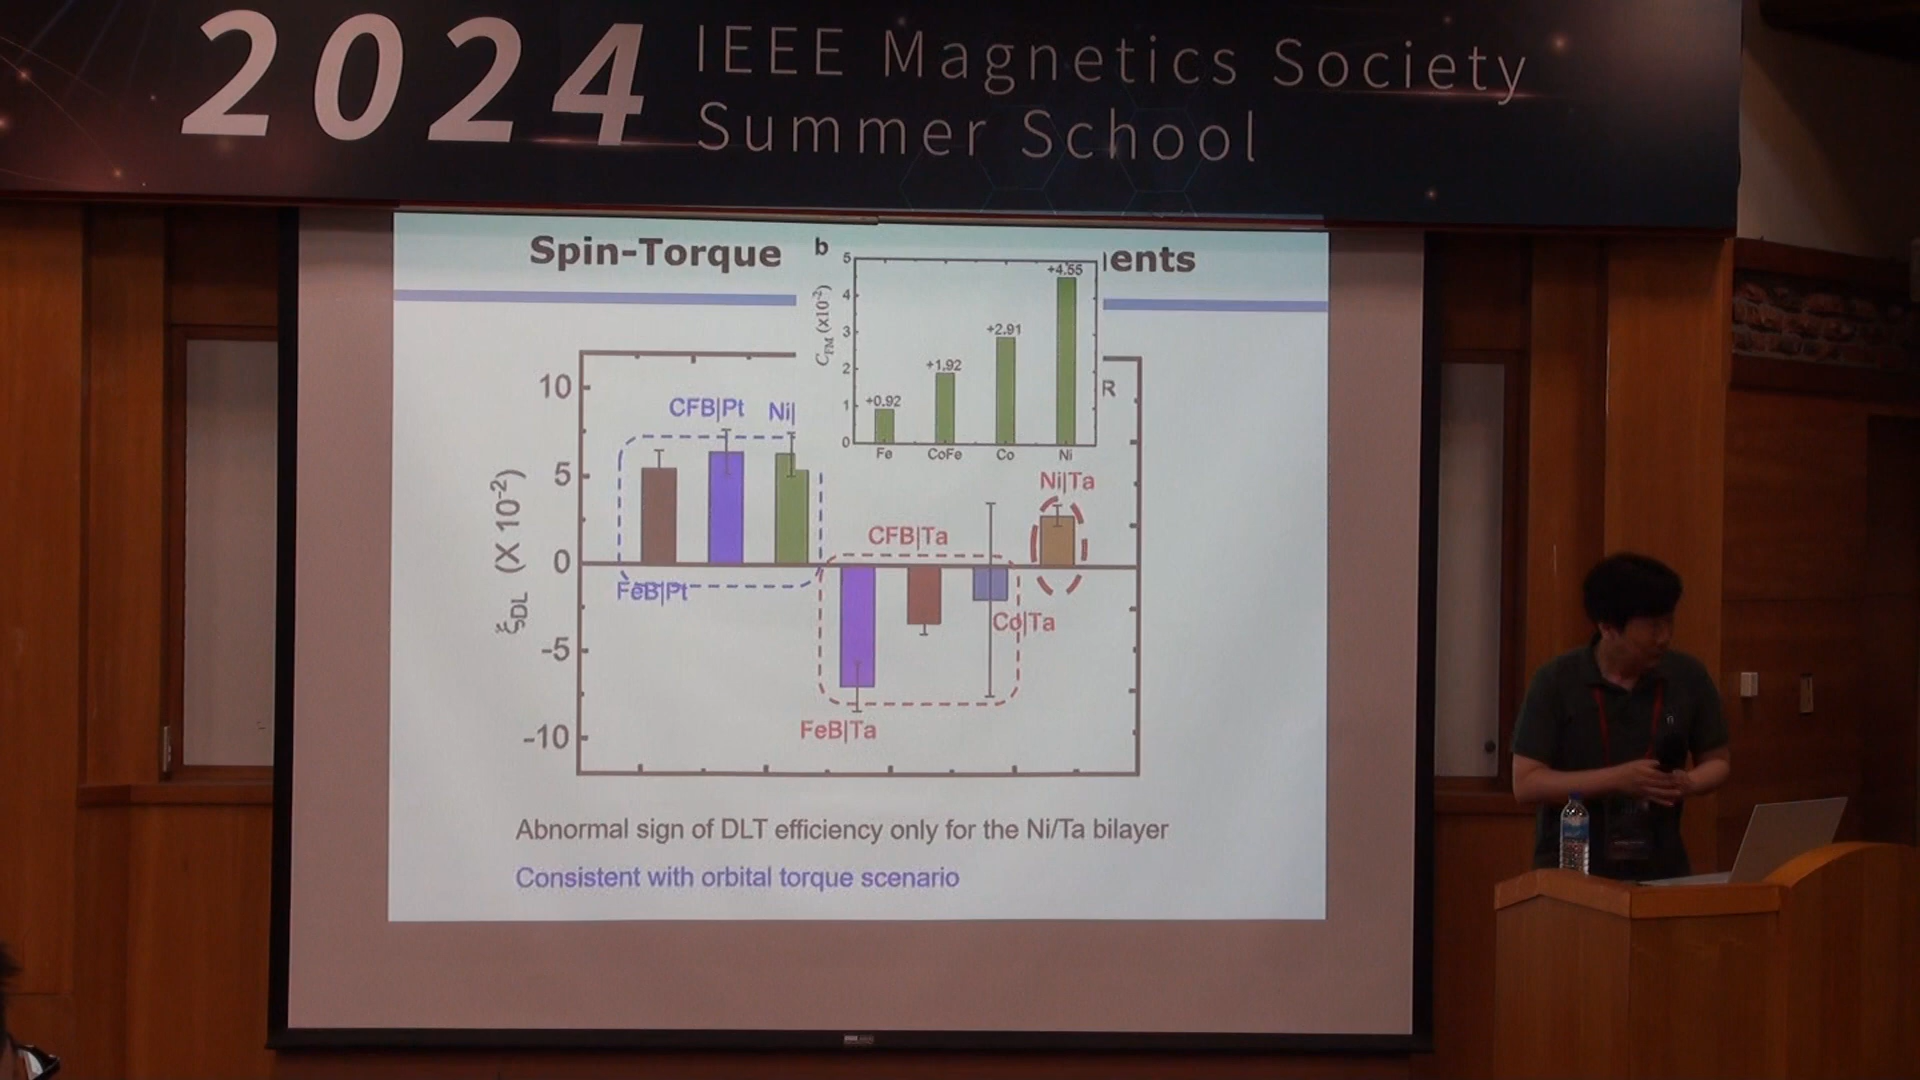 2024 IEEE Magnetics Society
Summer School
Spin-Torque
ents
b
5
4
3
2
1
0
C_FM (x10^-2)
+0.92
+1.92
+2.91
+4.55
Fe
CoFe
Co
Ni
R
10
5
0
-5
-10
ξ_DL (X 10^-2)
CFB|Pt
Ni|
FeB|Pt
CFB|Ta
Ni|Ta
Co|Ta
FeB|Ta
Abnormal sign of DLT efficiency only for the Ni/Ta bilayer
Consistent with orbital torque scenario